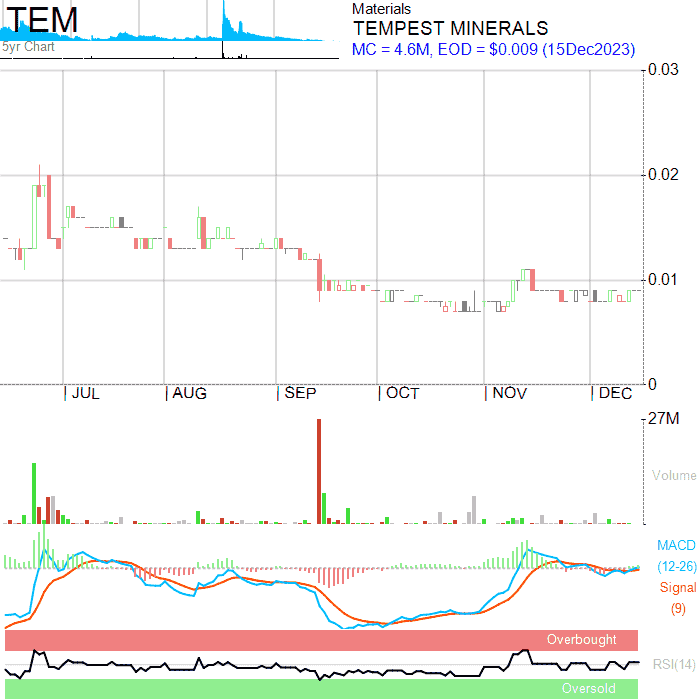 TEM
5yr Chart
Materials
TEMPEST MINERALS
MC = 4.6M, EOD = $0.009 (15Dec2023)
0.03
0.02
0.01
0
| JUL | AUG | SEP | OCT | NOV | DEC
27M
Volume
MACD
(12-26)
Signal
(9)
Overbought
RSI(14)
Oversold